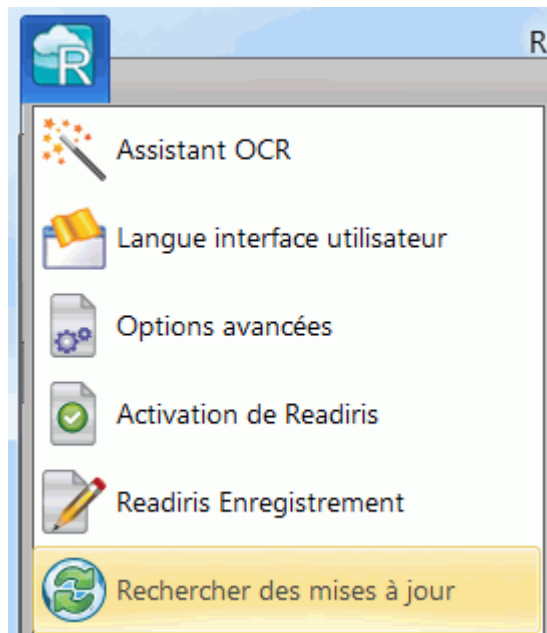 R
R
Assistant OCR
Langue interface utilisateur
Options avancées
Activation de Readiris
Readiris Enregistrement
Rechercher des mises à jour